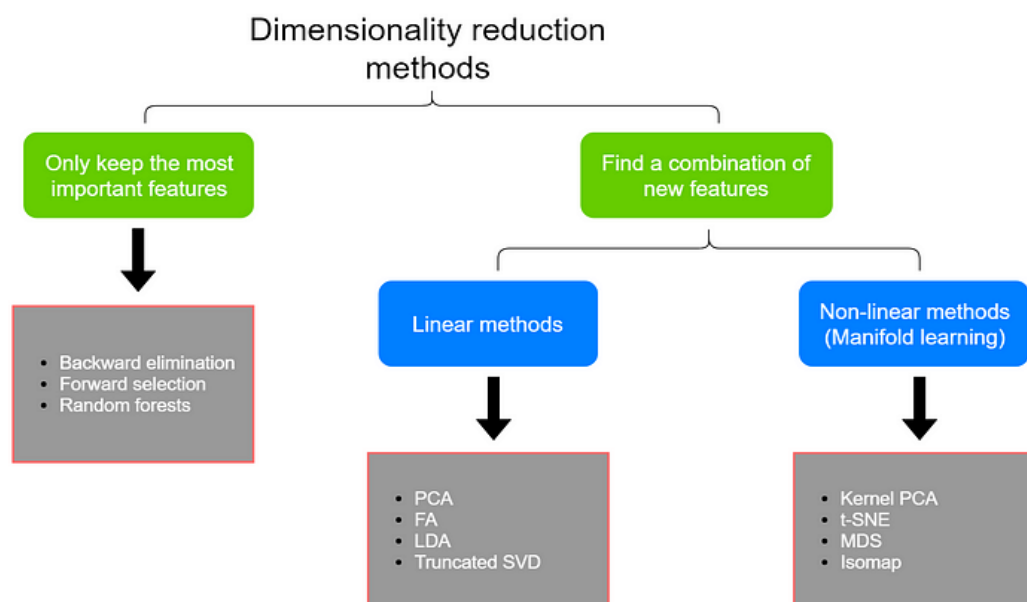 Dimensionality reduction
methods
Only keep the most
important features
Find a combination of
new features
Backward elimination
Forward selection
Random forests
Linear methods
Non-linear methods
(Manifold learning)
PCA
FA
LDA
Truncated SVD
Kernel PCA
t-SNE
MDS
Isomap